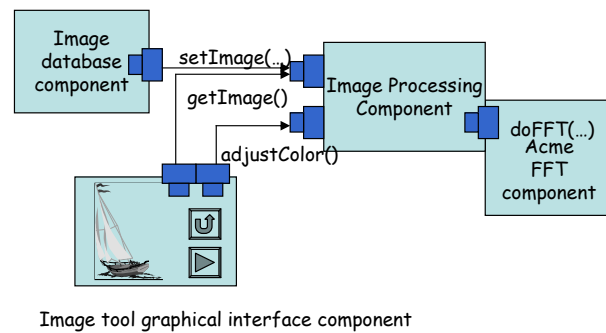 Image
database
component
setImage(…)
getImage()
Image Processing
Component
adjustColor()
doFFT(…)
Acme
FFT
component
Image tool graphical interface component